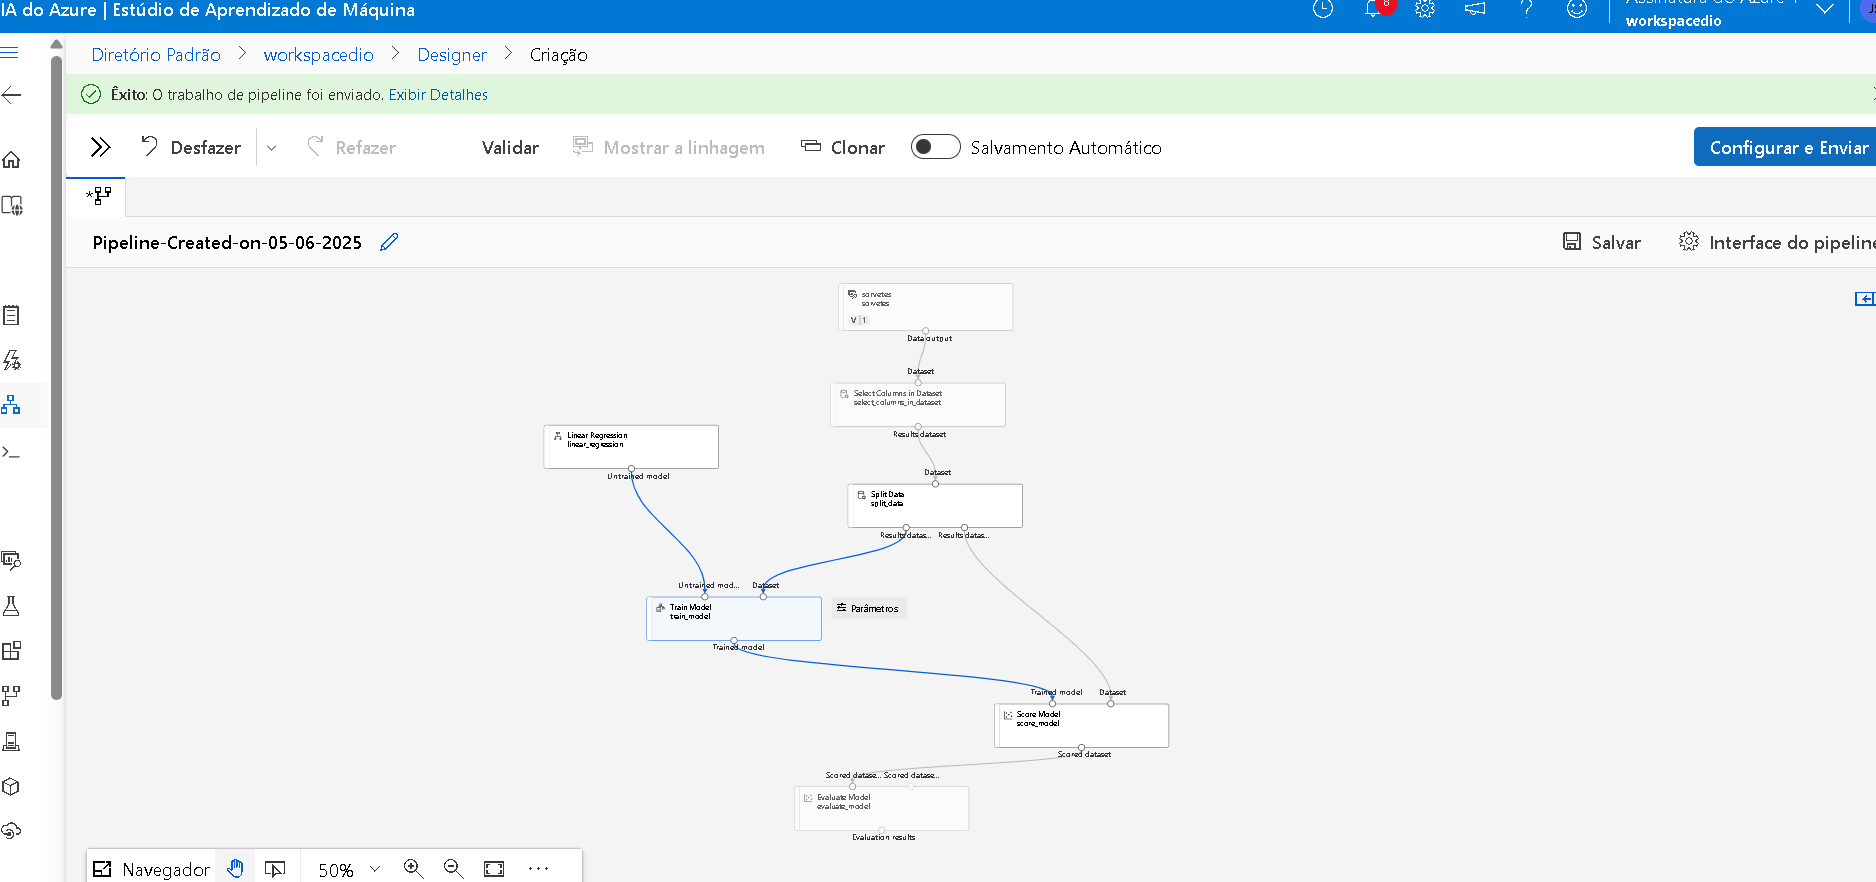 IA do Azure | Estúdio de Aprendizado de Máquina
8
workspacedio
Diretório Padrão > workspacedio > Designer > Criação
Êxito: O trabalho de pipeline foi enviado. Exibir Detalhes
Desfazer
Refazer
Validar
Mostrar a linhagem
Clonar
Salvamento Automático
Configurar e Enviar
Pipeline-Created-on-05-06-2025
Salvar
Interface do pipeline
sorvetes
sorvetes
V 1
Data output
Dataset
Select Columns in Dataset
select_columns_in_dataset
Results dataset
Linear Regression
linear_regression
Untrained model
Dataset
Split Data
split_data
Results datas... Results datas...
Untrained mod... Dataset
Train Model
train_model
Parâmetros
Trained model
Trained model Dataset
Score Model
score_model
Scored dataset
Scored datase... Scored datase...
Evaluate Model
evaluate_model
Evaluation results
Navegador
50%